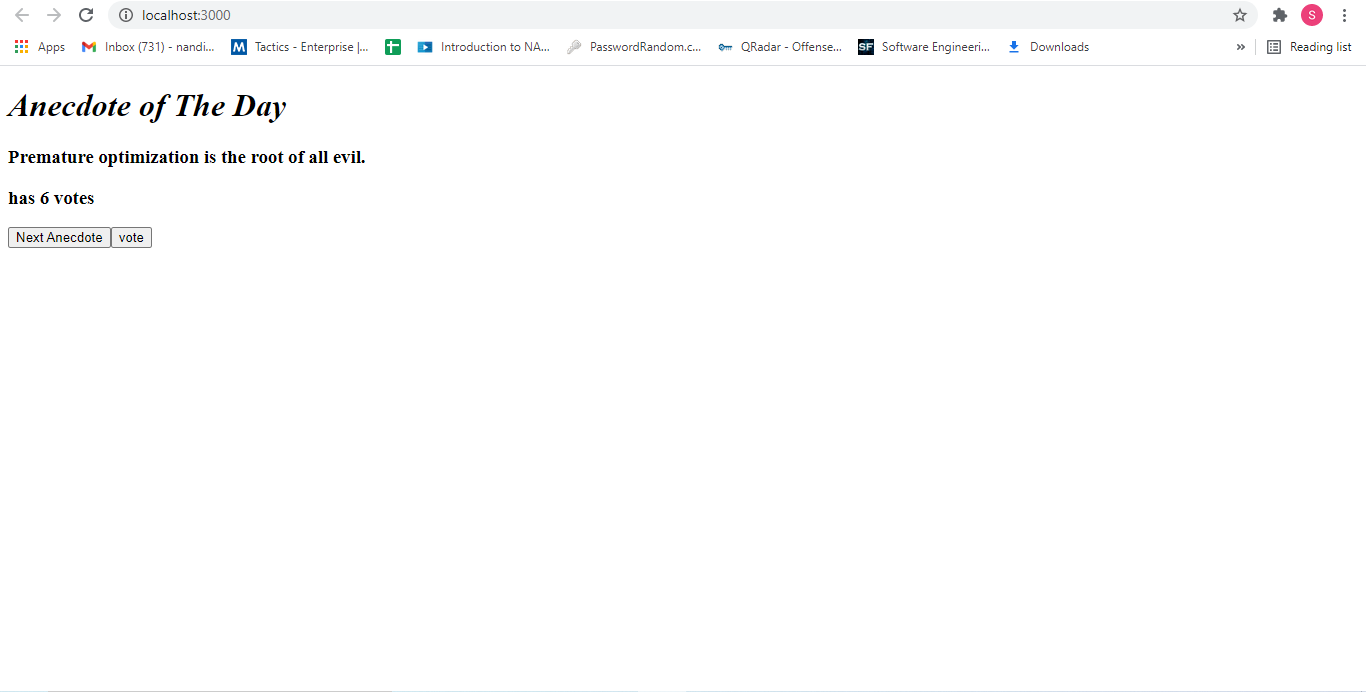 localhost:3000
S
Apps Inbox (731) - nandi... M Tactics - Enterprise |... Introduction to NA... PasswordRandom.c... QRadar - Offense... SF Software Engineeri... Downloads » Reading list
Anecdote of The Day
Premature optimization is the root of all evil.
has 6 votes
Next Anecdote vote